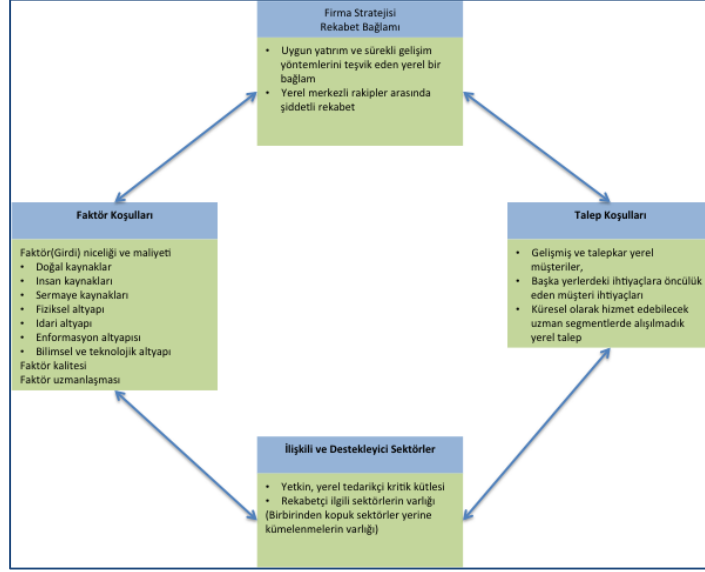 Firma Stratejisi
Rekabet Bağlamı
• Uygun yatırım ve sürekli gelişim
yöntemlerini teşvik eden yerel bir
bağlam
• Yerel merkezli rakipler arasında
şiddetli rekabet
Faktör Koşulları
Faktör(Girdi) niceliği ve maliyeti
• Doğal kaynaklar
• Insan kaynakları
• Sermaye kaynakları
• Fiziksel altyapı
• Idari altyapı
• Enformasyon altyapısı
• Bilimsel ve teknolojik altyapı
Faktör kalitesi
Faktör uzmanlaşması
Talep Koşulları
• Gelişmiş ve talepkar yerel
müşteriler,
• Başka yerlerdeki ihtiyaçlara öncülük
eden müşteri ihtiyaçları
• Küresel olarak hizmet edebilecek
uzman segmentlerde alışılmadık
yerel talep
İlişkili ve Destekleyici Sektörler
• Yetkin, yerel tedarikçi kritik kütlesi
• Rekabetçi ilgili sektörlerin varlığı
(Birbirinden kopuk sektörler yerine
kümelenmelerin varlığı)